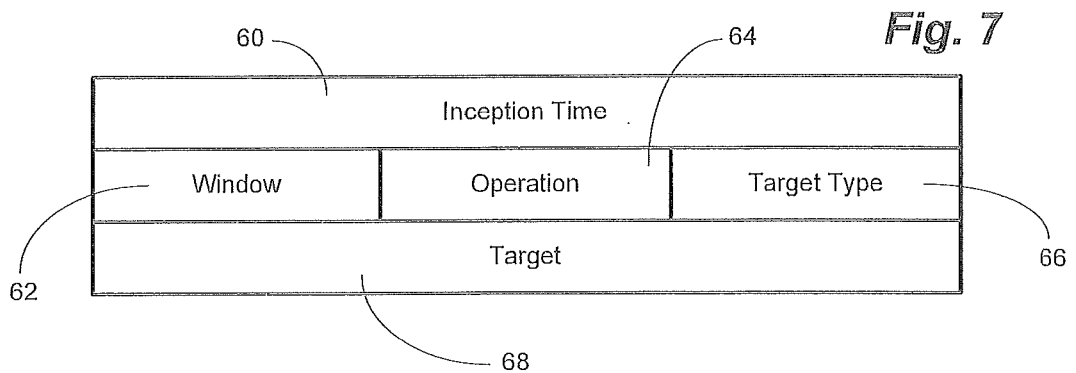 Fig. 7
60
64
Inception Time
Window Operation Target Type
Target
62
66
68